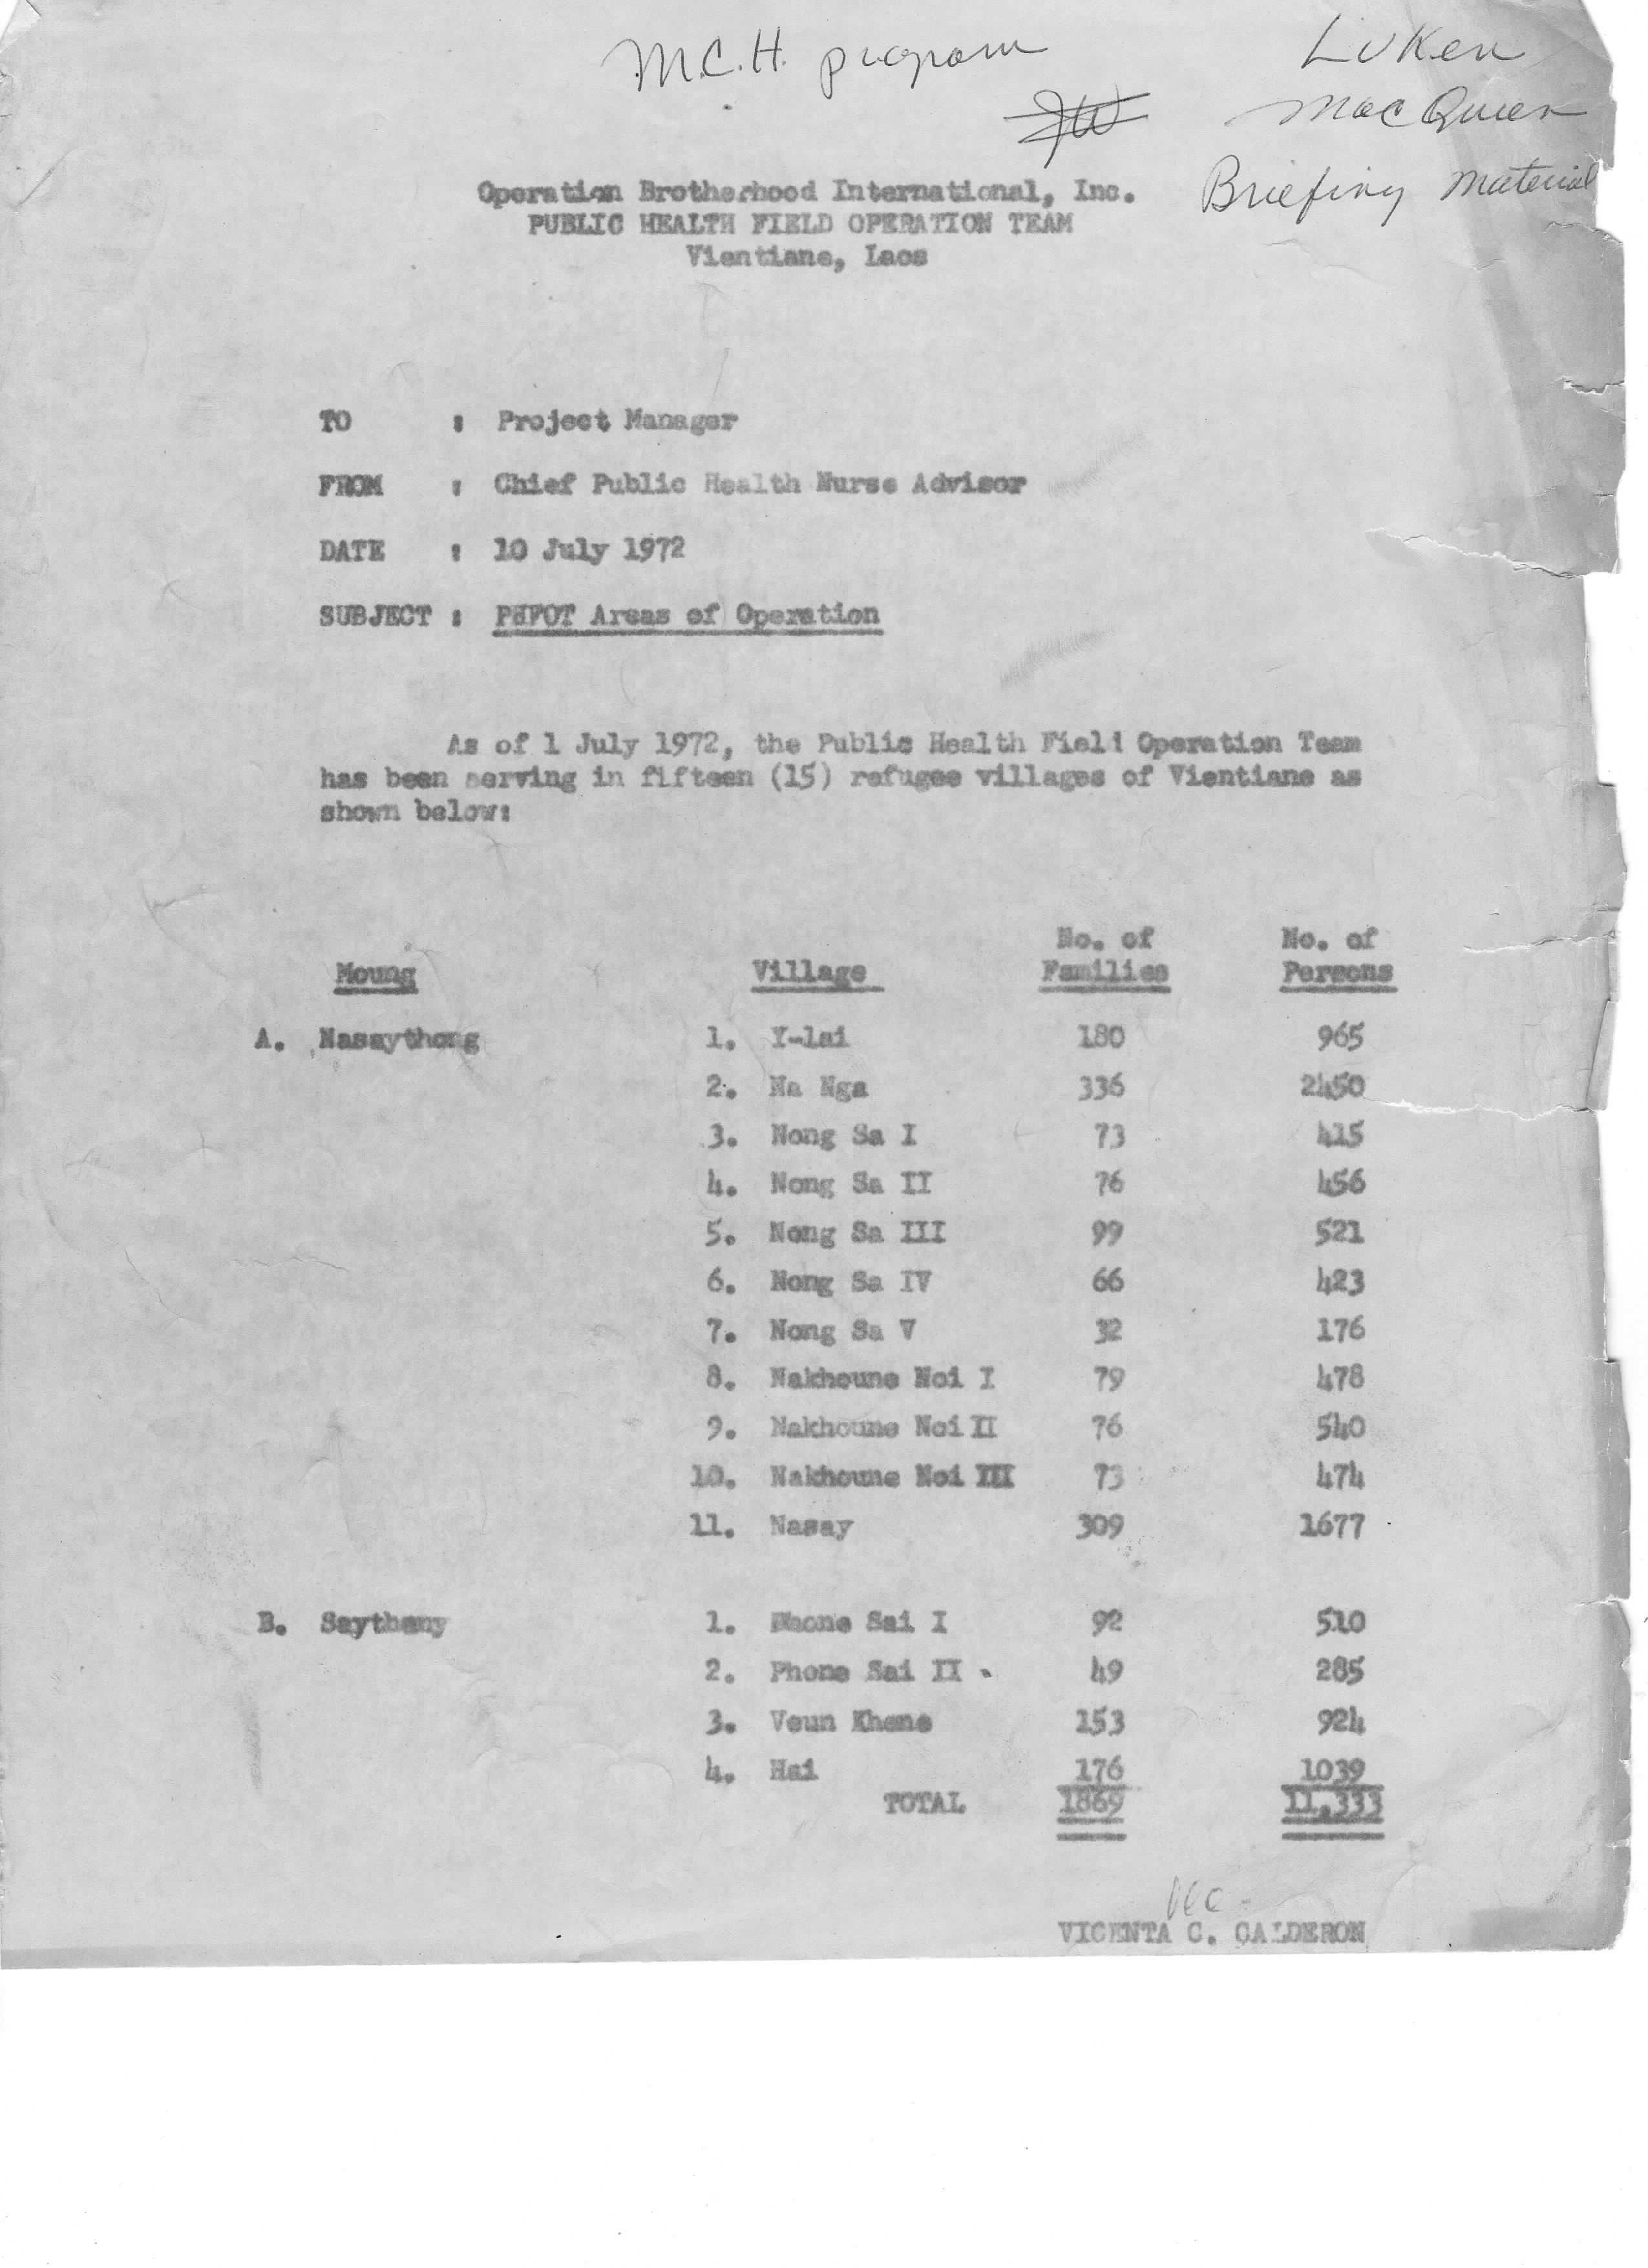 M.C.H. program
LuKen
MacQueen
Briefing Material
Operation Brotherhood International, Inc.
PUBLIC HEALTH FIELD OPERATION TEAM
Vientiane, Laos
TO : Project Manager
FROM : Chief Public Health Nurse Advisor
DATE : 10 July 1972
SUBJECT : PHFOT Areas of Operation
As of 1 July 1972, the Public Health Field Operation Team
has been serving in fifteen (15) refugee villages of Vientiane as
shown below:
No. of No. of
Moung Village Families Persons
A. Nasaythong 1. Y-lai 180 965
2. Na Nga 336 2450
3. Nong Sa I 73 415
4. Nong Sa II 76 456
5. Nong Sa III 99 521
6. Nong Sa IV 66 423
7. Nong Sa V 32 176
8. Nakhoune Noi I 79 478
9. Nakhoune Noi II 76 540
10. Nakhoune Noi III 73 474
11. Nasay 309 1677
B. Saythany 1. Phone Sai I 92 510
2. Phone Sai II 49 285
3. Veun Khene 153 924
4. Hai 176 1039
TOTAL 1869 11,333
VICENTA C. CALDERON